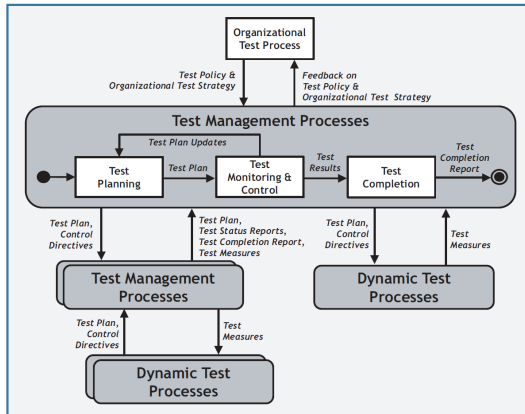 Organizational
Test Process
Test Policy &
Organizational Test Strategy
Feedback on
Test Policy &
Organizational Test Strategy
Test Management Processes
Test Plan Updates
Test
Planning
Test Plan
Test
Monitoring &
Control
Test
Results
Test
Completion
Test
Completion
Report
Test Plan,
Control
Directives
Test Plan,
Test Status Reports,
Test Completion Report,
Test Measures
Test Plan,
Control
Directives
Test
Measures
Test Management
Processes
Dynamic Test
Processes
Test Plan,
Control
Directives
Test
Measures
Dynamic Test
Processes